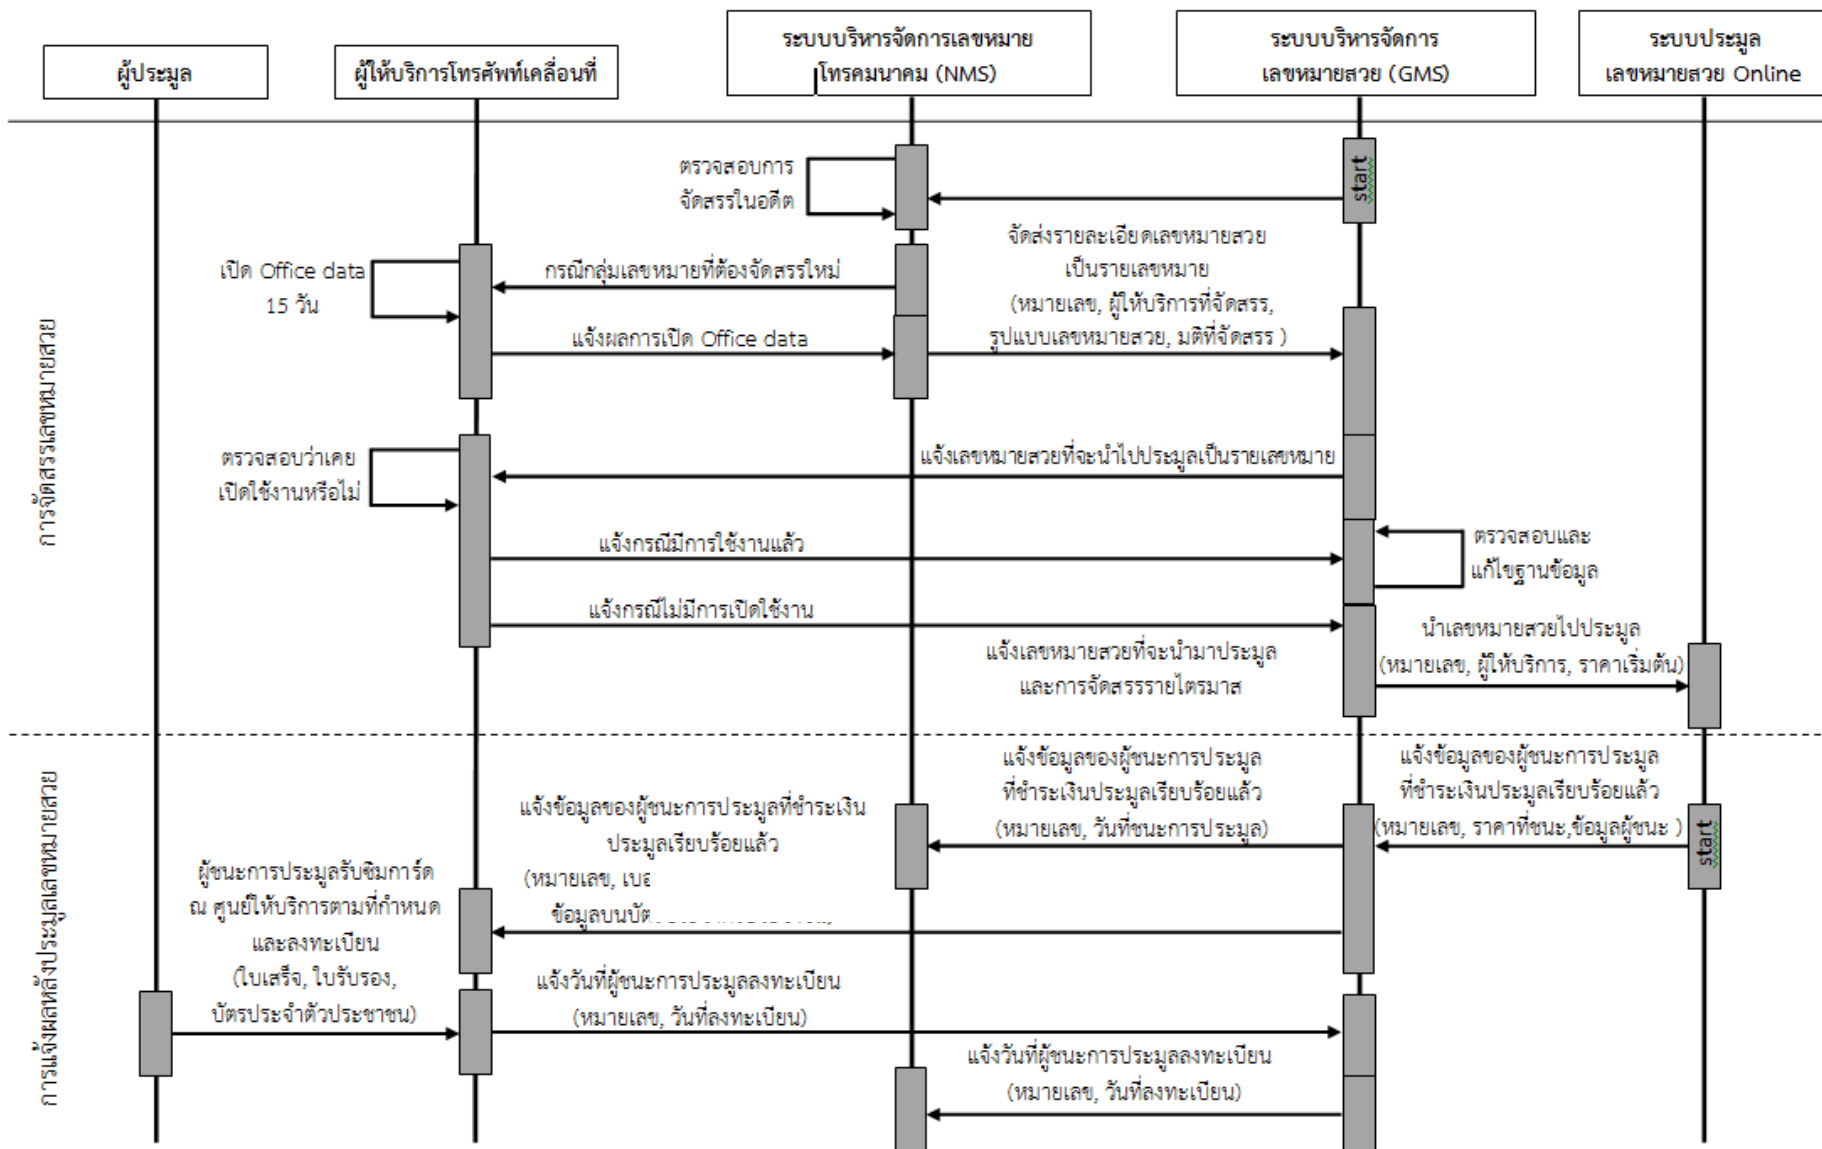 ผู้ประมูล
ผู้ให้บริการโทรศัพท์เคลื่อนที่
ระบบบริหารจัดการเลขหมาย
โทรคมนาคม (NMS)
ระบบบริหารจัดการ
เลขหมายสวย (GMS)
ระบบประมูล
เลขหมายสวย Online
การจัดสรรเลขหมายสวย
start
ตรวจสอบการ
จัดสรรในอดีต
จัดส่งรายละเอียดเลขหมายสวย
เป็นรายเลขหมาย
(หมายเลข, ผู้ให้บริการที่จัดสรร,
รูปแบบเลขหมายสวย, มติที่จัดสรร )
เปิด Office data
15 วัน
กรณีกลุ่มเลขหมายที่ต้องจัดสรรใหม่
แจ้งผลการเปิด Office data
ตรวจสอบว่าเคย
เปิดใช้งานหรือไม่
แจ้งเลขหมายสวยที่จะนำไปประมูลเป็นรายเลขหมาย
แจ้งกรณีมีการใช้งานแล้ว
ตรวจสอบและ
แก้ไขฐานข้อมูล
แจ้งกรณีไม่มีการเปิดใช้งาน
แจ้งเลขหมายสวยที่จะนำมาประมูล
และการจัดสรรรายไตรมาส
นำเลขหมายสวยไปประมูล
(หมายเลข, ผู้ให้บริการ, ราคาเริ่มต้น)
การแจ้งผลหลังประมูลเลขหมายสวย
แจ้งข้อมูลของผู้ชนะการประมูล
ที่ชำระเงินประมูลเรียบร้อยแล้ว
(หมายเลข, ราคาที่ชนะ,ข้อมูลผู้ชนะ )
start
แจ้งข้อมูลของผู้ชนะการประมูล
ที่ชำระเงินประมูลเรียบร้อยแล้ว
(หมายเลข, วันที่ชนะการประมูล)
แจ้งข้อมูลของผู้ชนะการประมูลที่ชำระเงิน
ประมูลเรียบร้อยแล้ว
(หมายเลข,
ข้อมูลบนบัตร
ผู้ชนะการประมูลรับซิมการ์ด
ณ ศูนย์ให้บริการตามที่กำหนด
และลงทะเบียน
(ใบเสร็จ, ใบรับรอง,
บัตรประจำตัวประชาชน)
แจ้งวันที่ผู้ชนะการประมูลลงทะเบียน
(หมายเลข, วันที่ลงทะเบียน)
แจ้งวันที่ผู้ชนะการประมูลลงทะเบียน
(หมายเลข, วันที่ลงทะเบียน)